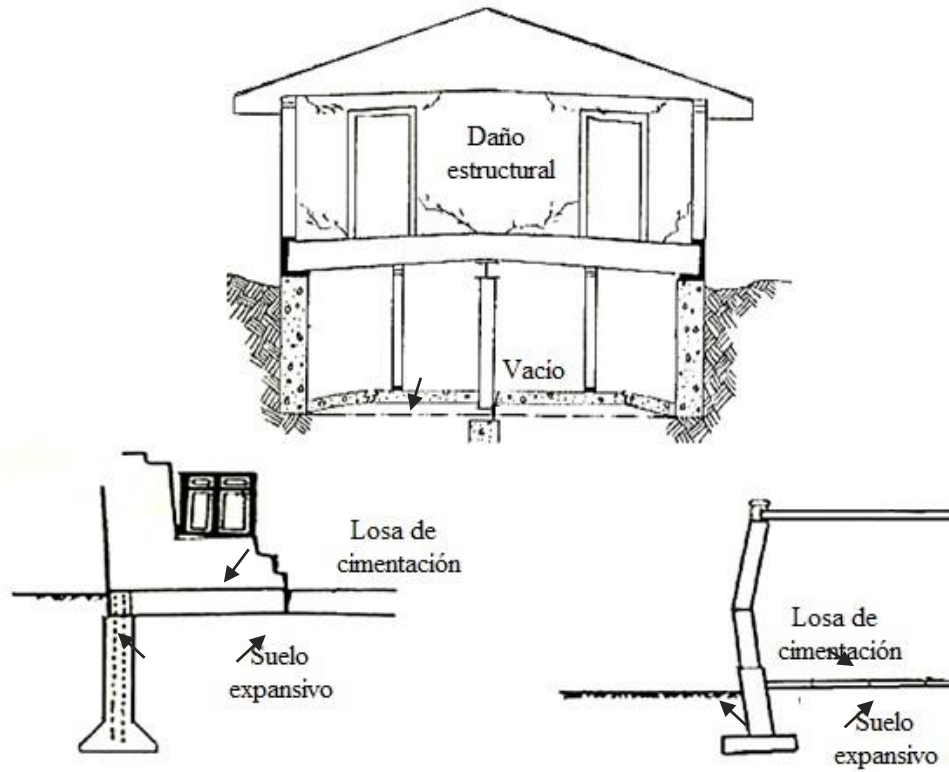 Daño
estructural
Vacío
Losa de
cimentación
Suelo
expansivo
Losa de
cimentación
Suelo
expansivo